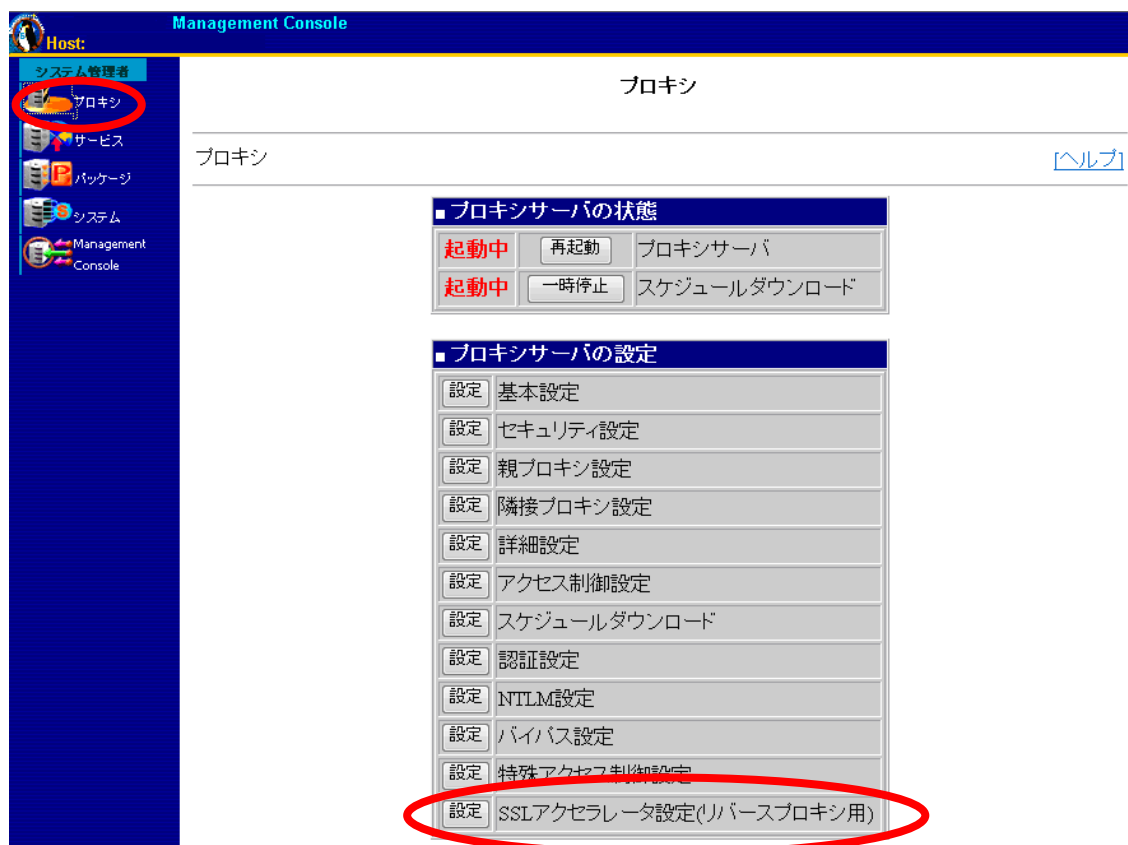 Management Console
Host:
システム管理者
プロキシ
サービス
パッケージ
システム
Management
Console
プロキシ
プロキシ [ヘルプ]
■プロキシサーバの状態
起動中 再起動 プロキシサーバ
起動中 一時停止 スケジュールダウンロード
■プロキシサーバの設定
設定 基本設定
設定 セキュリティ設定
設定 親プロキシ設定
設定 隣接プロキシ設定
設定 詳細設定
設定 アクセス制御設定
設定 スケジュールダウンロード
設定 認証設定
設定 NTLM設定
設定 バイパス設定
設定 特殊アクセス制御設定
設定 SSLアクセラレータ設定(リバースプロキシ用)